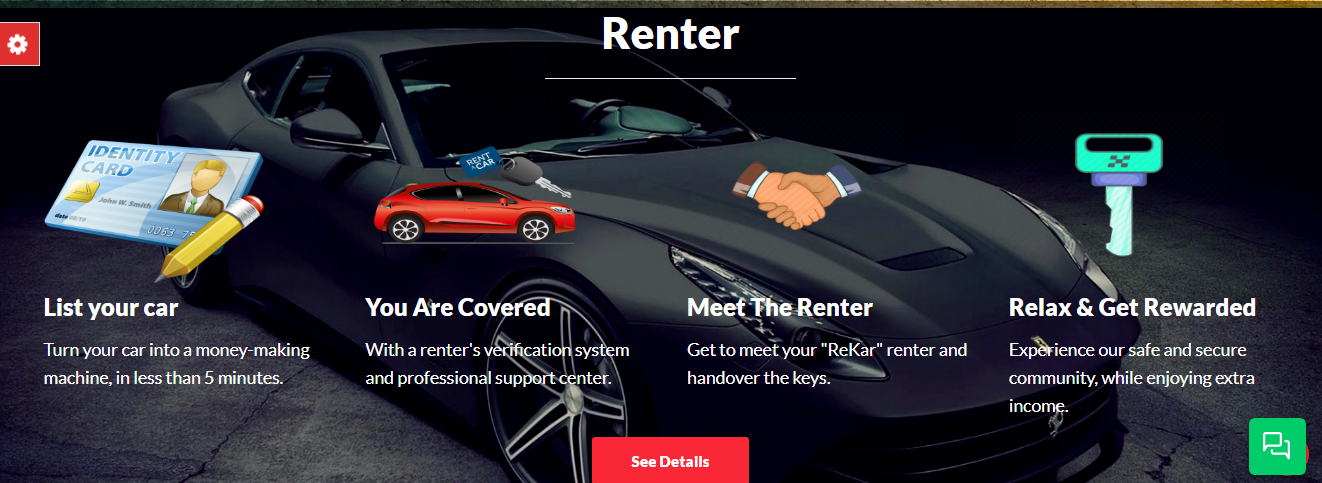 Renter
IDENTITY
CARD
John W. Smith
date 08/10
0063 75
RENT
A CAR
List your car
You Are Covered
Meet The Renter
Relax & Get Rewarded
Turn your car into a money-making
machine, in less than 5 minutes.
With a renter's verification system
and professional support center.
Get to meet your "ReKar" renter and
handover the keys.
Experience our safe and secure
community, while enjoying extra
income.
See Details